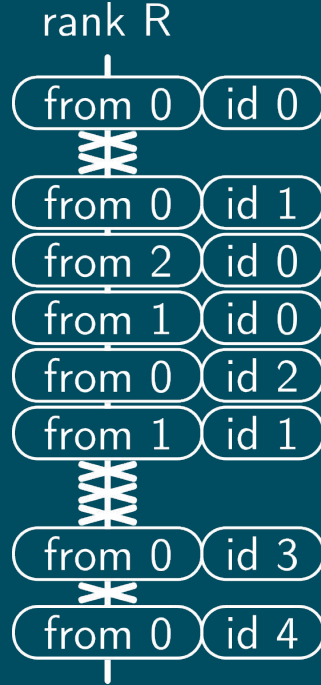 rank R
from 0 id 0
from 0 id 1
from 2 id 0
from 1 id 0
from 0 id 2
from 1 id 1
from 0 id 3
from 0 id 4